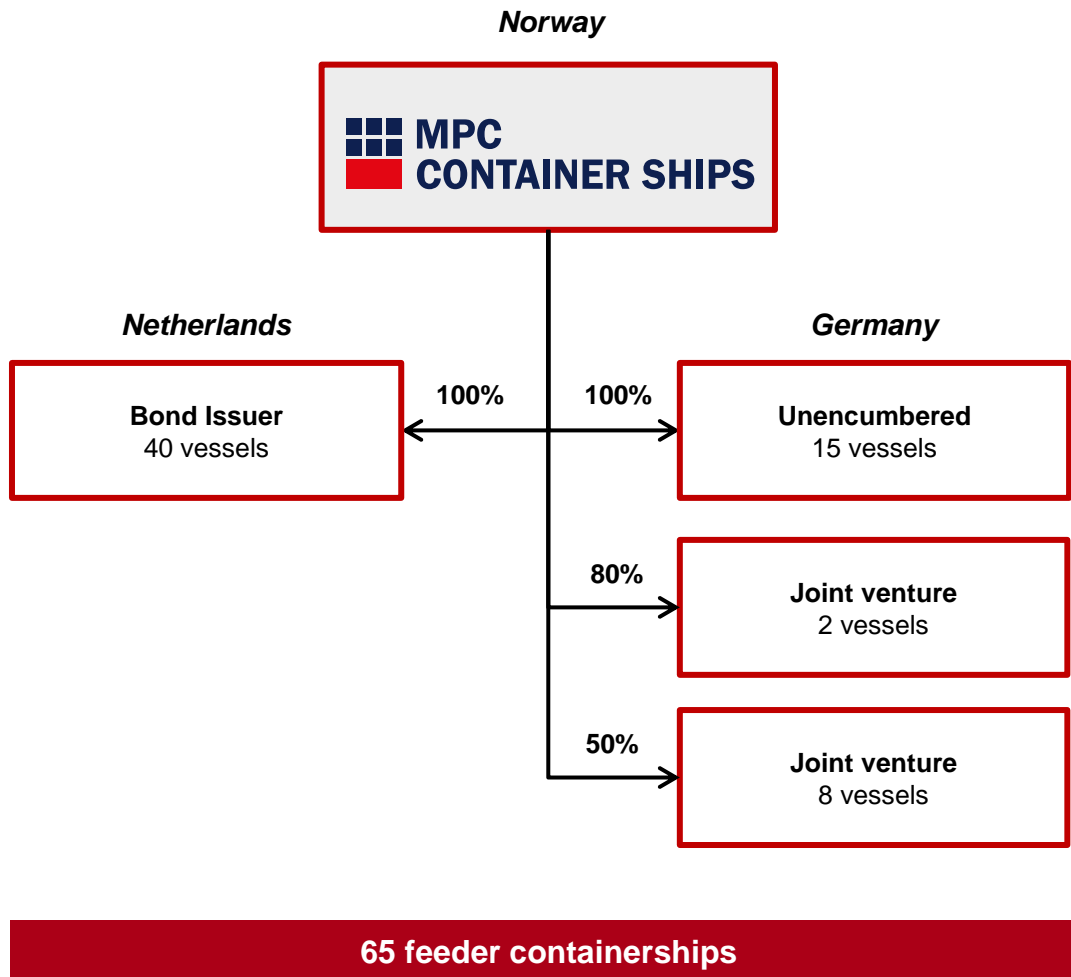 Norway
MPC
CONTAINER SHIPS
Netherlands
Germany
Bond Issuer
40 vessels
100%
100%
Unencumbered
15 vessels
80%
Joint venture
2 vessels
50%
Joint venture
8 vessels
65 feeder containerships